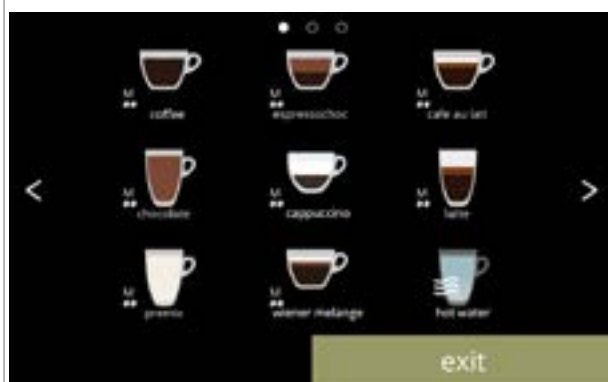 coffee espressochoc cafe au lait
chocolate cappuccino latte
wiener melange hot water
exit